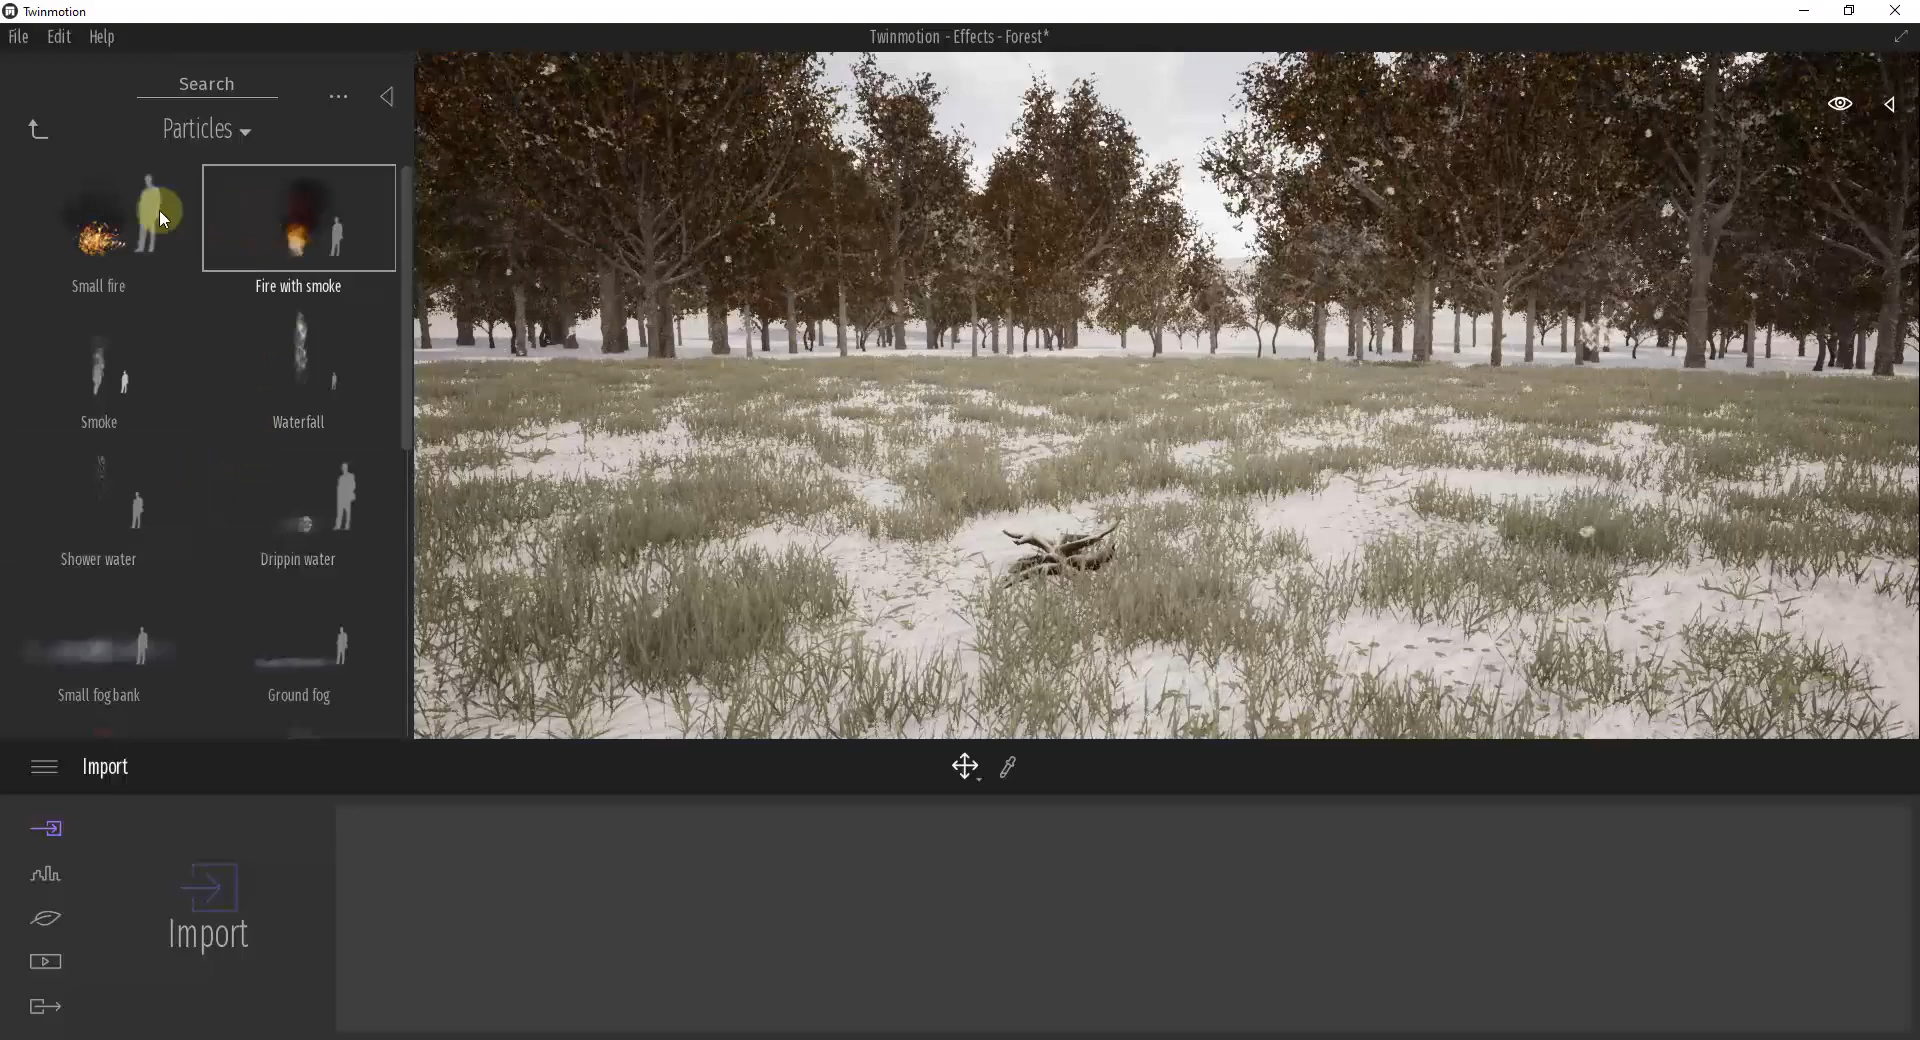 Twinmotion
File Edit Help
Twinmotion - Effects - Forest*
Search
...
Particles
Small fire
Fire with smoke
Smoke
Waterfall
Shower water
Drippin water
Small fog bank
Ground fog
Import
Import